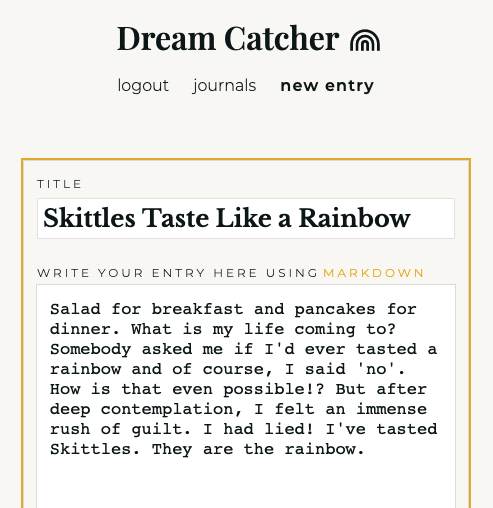 Dream Catcher
logout journals new entry
TITLE
Skittles Taste Like a Rainbow
WRITE YOUR ENTRY HERE USING MARKDOWN
Salad for breakfast and pancakes for
dinner. What is my life coming to?
Somebody asked me if I'd ever tasted a
rainbow and of course, I said 'no'.
How is that even possible!? But after
deep contemplation, I felt an immense
rush of guilt. I had lied! I've tasted
Skittles. They are the rainbow.